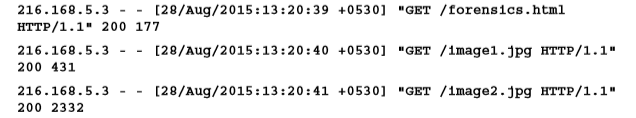 216.168.5.3 - - [28/Aug/2015:13:20:39 +0530] "GET /forensics.html
HTTP/1.1" 200 177
216.168.5.3 - - [28/Aug/2015:13:20:40 +0530] "GET /image1.jpg HTTP/1.1"
200 431
216.168.5.3 - - [28/Aug/2015:13:20:41 +0530] "GET /image2.jpg HTTP/1.1"
200 2332